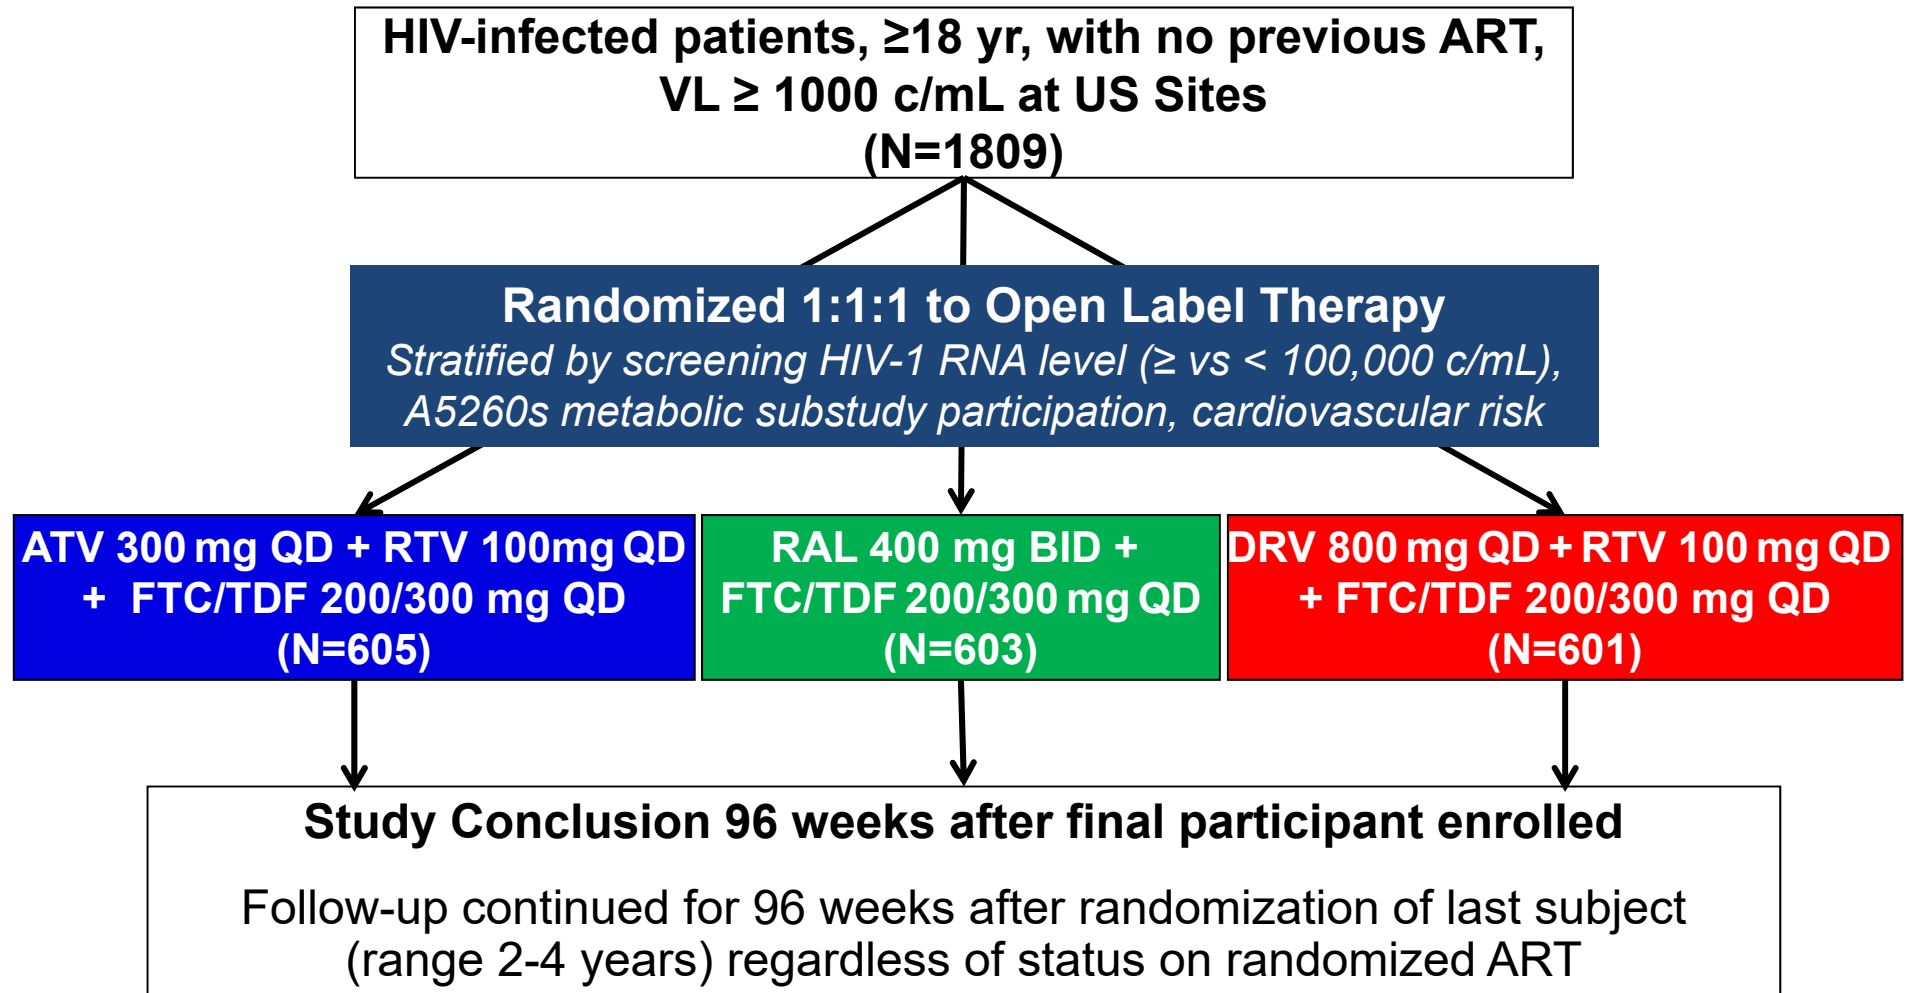 HIV-infected patients, ≥18 yr, with no previous ART,
VL ≥ 1000 c/mL at US Sites
(N=1809)
Randomized 1:1:1 to Open Label Therapy
Stratified by screening HIV-1 RNA level (≥ vs < 100,000 c/mL),
A5260s metabolic substudy participation, cardiovascular risk
ATV 300 mg QD + RTV 100mg QD
+ FTC/TDF 200/300 mg QD
(N=605)
RAL 400 mg BID +
FTC/TDF 200/300 mg QD
(N=603)
DRV 800 mg QD + RTV 100 mg QD
+ FTC/TDF 200/300 mg QD
(N=601)
Study Conclusion 96 weeks after final participant enrolled
Follow-up continued for 96 weeks after randomization of last subject
(range 2-4 years) regardless of status on randomized ART